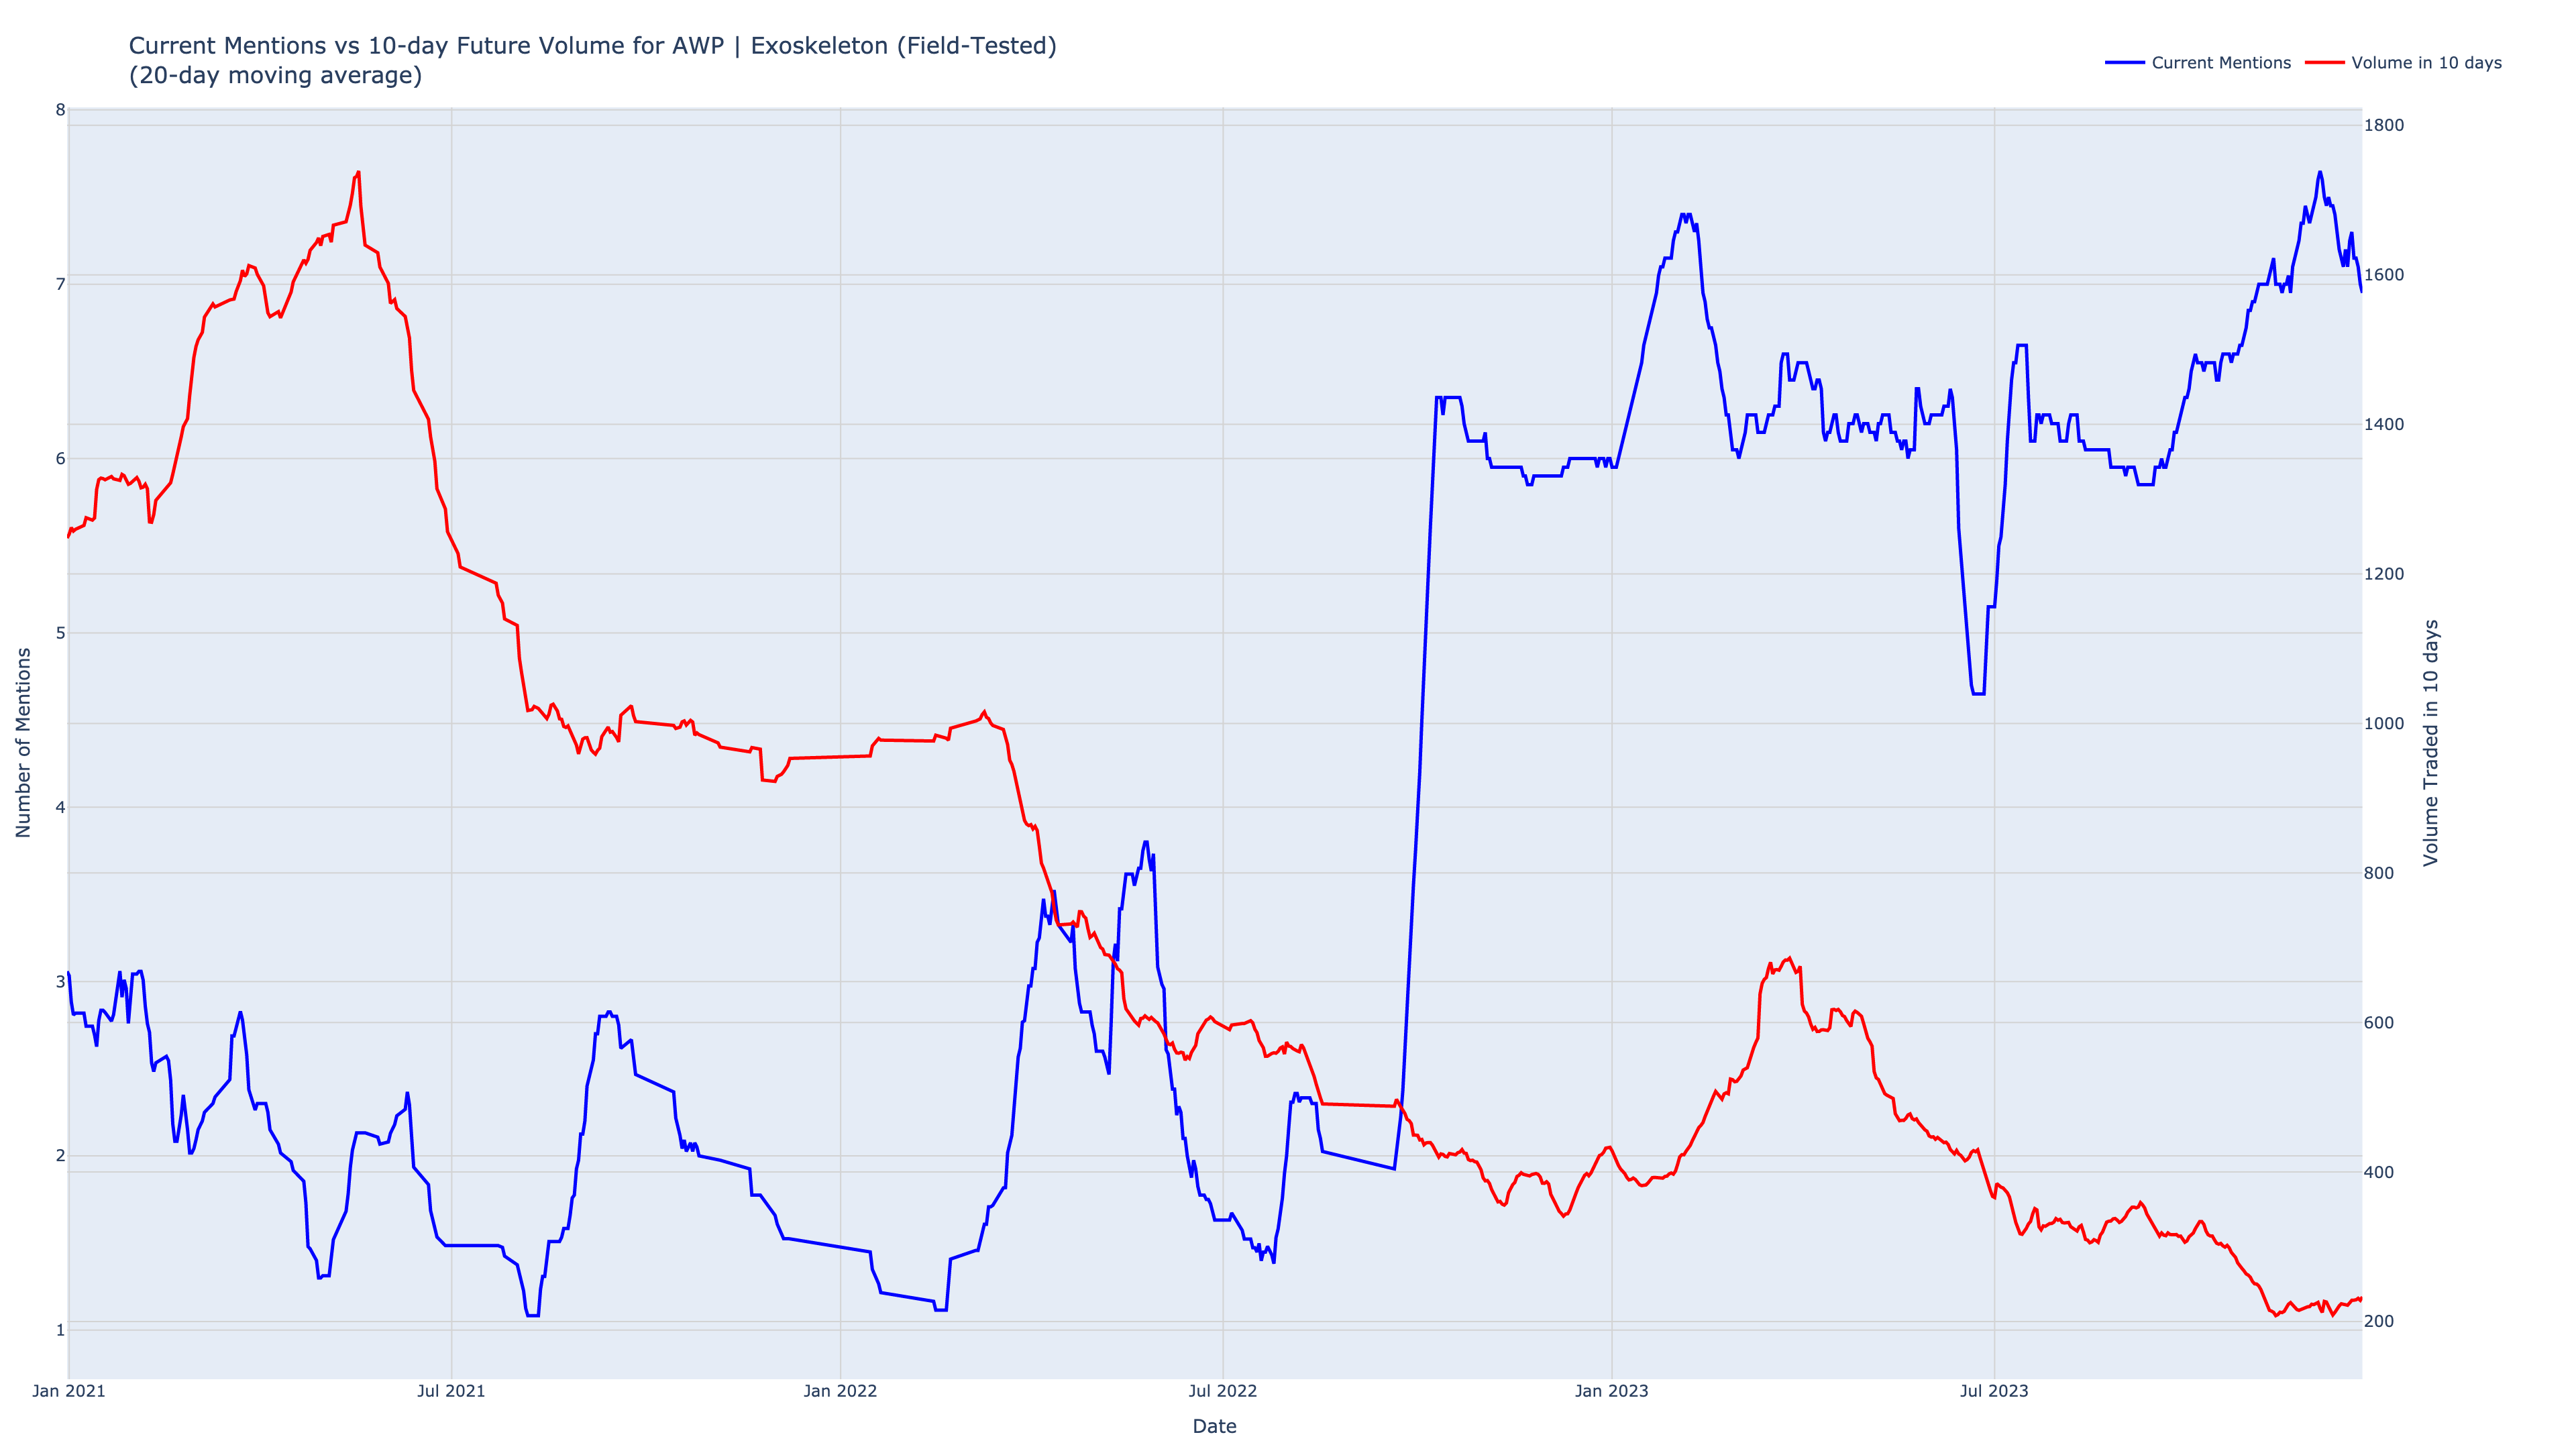 Current Mentions vs 10-day Future Volume for AWP | Exoskeleton (Field-Tested)
(20-day moving average)
Current Mentions
Volume in 10 days
8
7
6
5
4
3
2
1
Number of Mentions
1800
1600
1400
1200
1000
800
600
400
200
Volume Traded in 10 days
Jan 2021
Jul 2021
Jan 2022
Jul 2022
Jan 2023
Jul 2023
Date